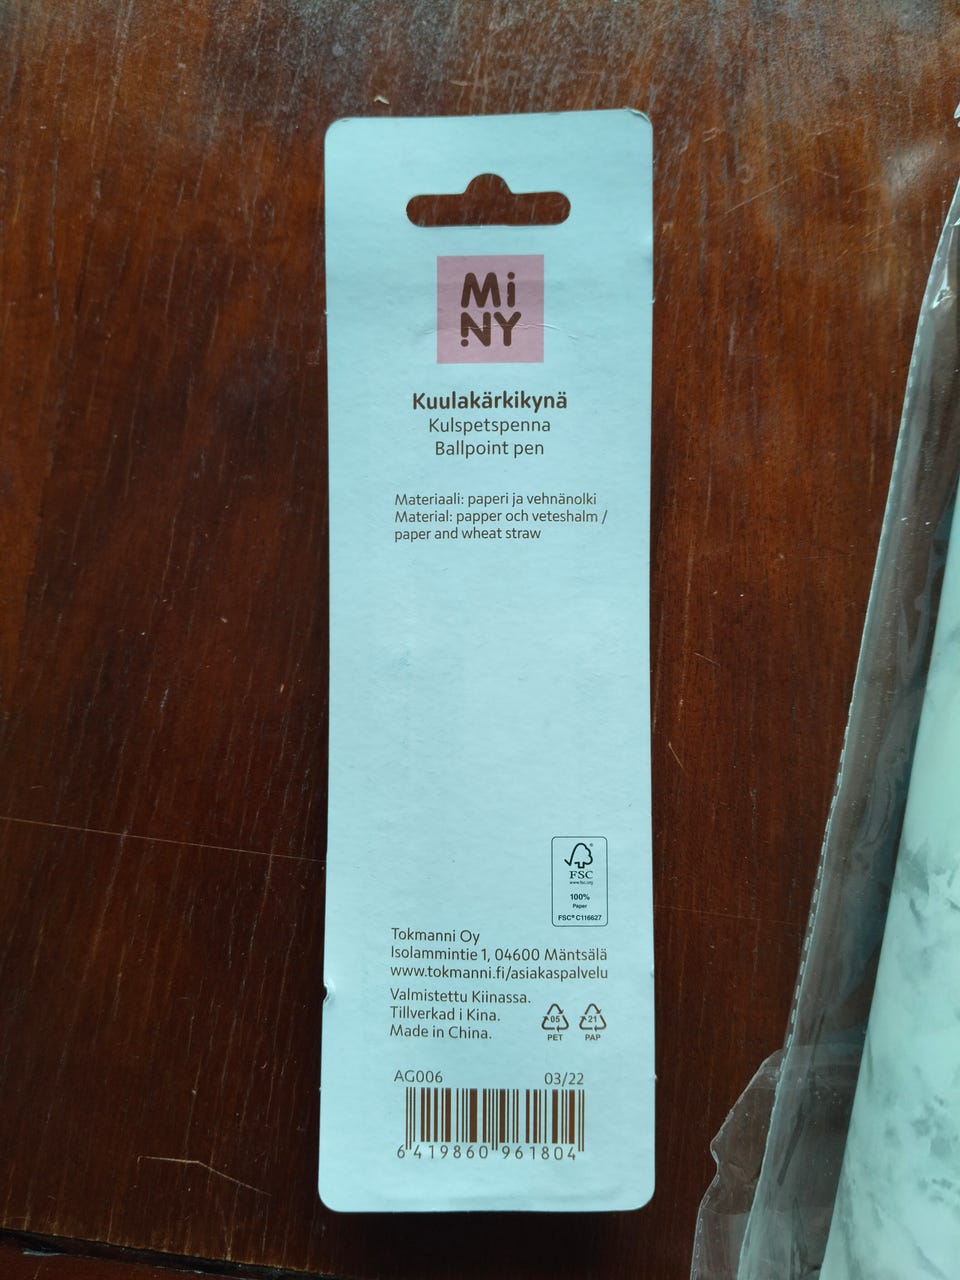 Mi
NY
Kuulakärkikynä
Kulspetspenna
Ballpoint pen
Materiaali: paperi ja vehnänolki
Material: papper och veteshalm /
paper and wheat straw
®
FSC
www.fsc.org
100%
Paper
FSC® C116627
Tokmanni Oy
Isolammintie 1, 04600 Mäntsälä
www.tokmanni.fi/asiakaspalvelu
Valmistettu Kiinassa.
Tillverkad i Kina.
Made in China.
05
PET
21
PAP
AG006 03/22
6 419860 961804